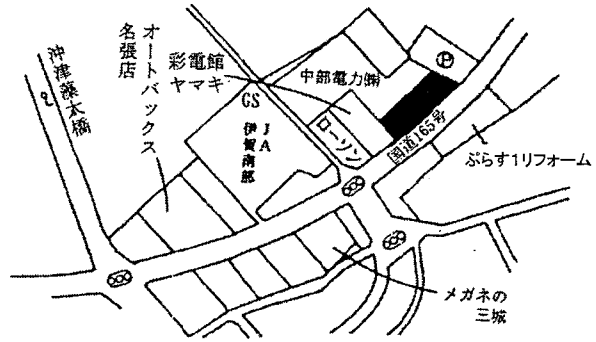 沖津藤大橋
オートバックス
名張店
彩電館
ヤマキ
中部電力㈱
Ⓟ
GS
JA
伊賀南部
ローソン
国道165号
ぷらす1リフォーム
メガネの
三城